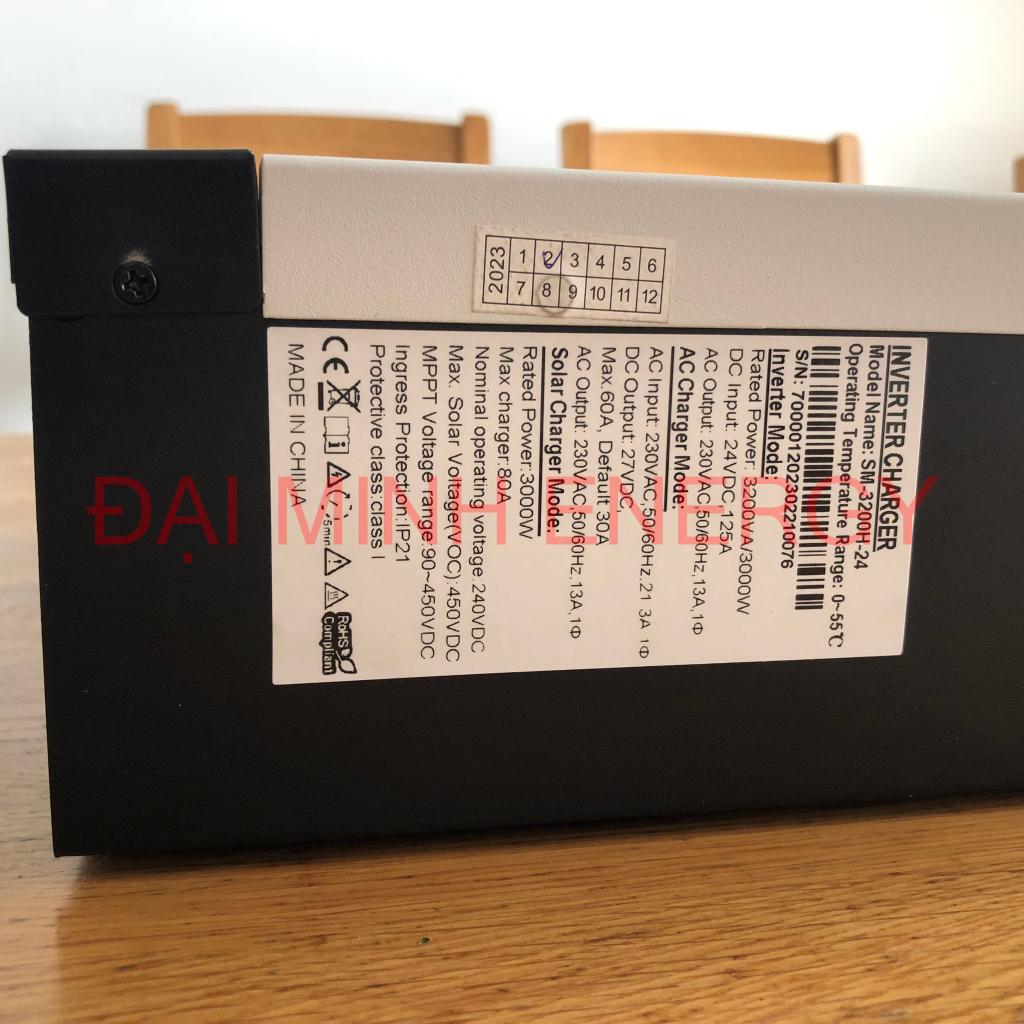 2023 1 2 3 4 5 6
7 8 9 10 11 12
INVERTER CHARGER
Model Name: SM-3200H-24
Operating Temperature Range: 0~55℃
S/N: 700001202302210076
Inverter Mode:
Rated Power: 3200VA/3000W
DC Input: 24VDC,125A
AC Output: 230VAC,50/60Hz,13A,1Φ
AC Charger Mode:
AC Input: 230VAC,50/60Hz,21.3A 1Φ
DC Output: 27VDC,
Max.60A, Default 30A
AC Output: 230VAC,50/60Hz,13A,1Φ
Solar Charger Mode:
Rated Power:3000W
Max charger:80A
Nominal operating voltage:240VDC
Max. Solar Voltage(VOC):450VDC
MPPT Voltage range:90~450VDC
Ingress Protection:IP21
Protective class:class I
CE 5min RoHS
Compliant
MADE IN CHINA
ĐẠI MINH ENERGY